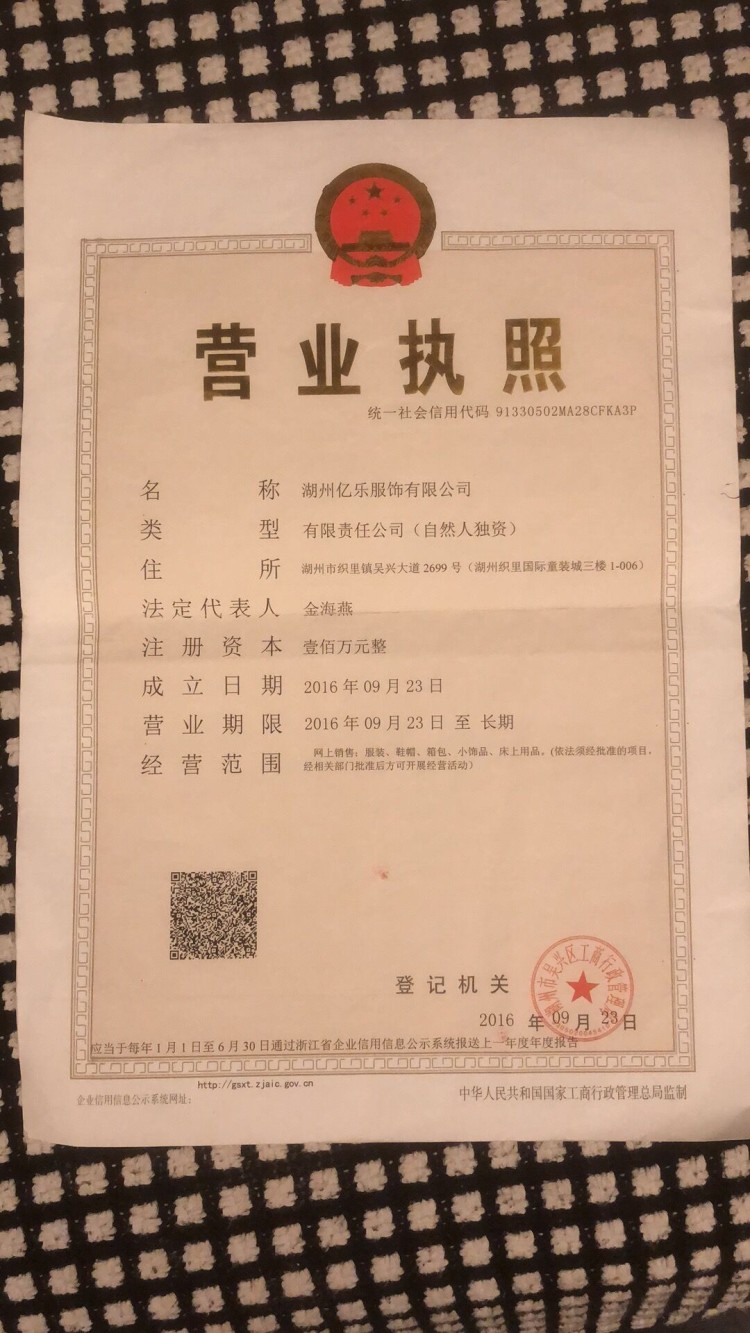 营业执照
统一社会信用代码 91330502MA28CFKA3P
名称 湖州亿乐服饰有限公司
类型 有限责任公司（自然人独资）
住所 湖州市织里镇吴兴大道2699号（湖州织里国际童装城三楼1-006）
法定代表人 金海燕
注册资本 壹佰万元整
成立日期 2016年09月23日
营业期限 2016年09月23日 至 长期
经营范围 网上销售：服装、鞋帽、箱包、小饰品、床上用品。(依法须经批准的项目，
经相关部门批准后方可开展经营活动）
登记机关
湖州市吴兴区工商行政管理局
2016 年 09 月 23 日
应当于每年1月1日至6月30日通过浙江省企业信用信息公示系统报送上一年度年度报告
http://gsxt.zjaic.gov.cn
企业信用信息公示系统网址：
中华人民共和国国家工商行政管理总局监制